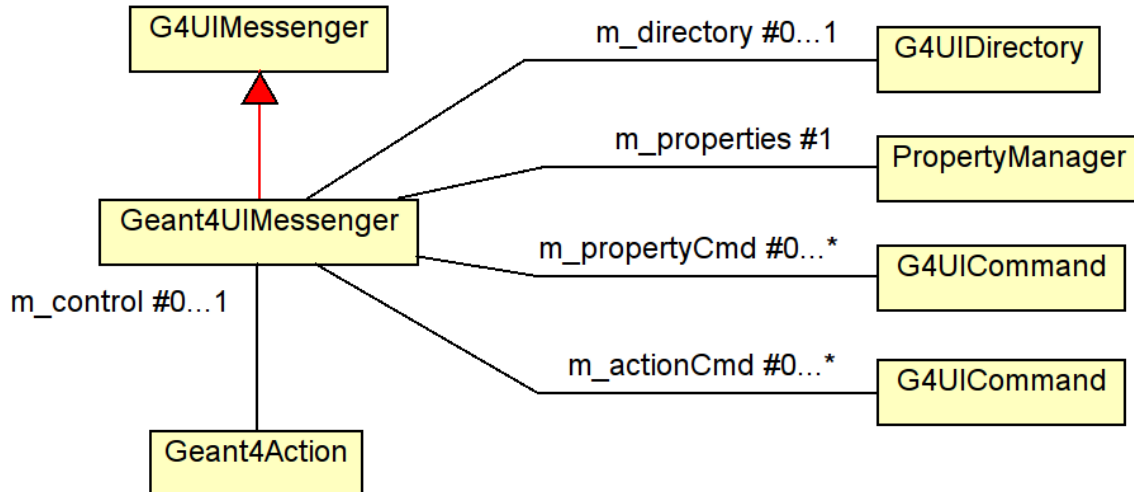 G4UIMessenger
m_directory #0...1
G4UIDirectory
m_properties #1
PropertyManager
Geant4UIMessenger
m_propertyCmd #0...*
G4UICommand
m_control #0...1
m_actionCmd #0...*
G4UICommand
Geant4Action